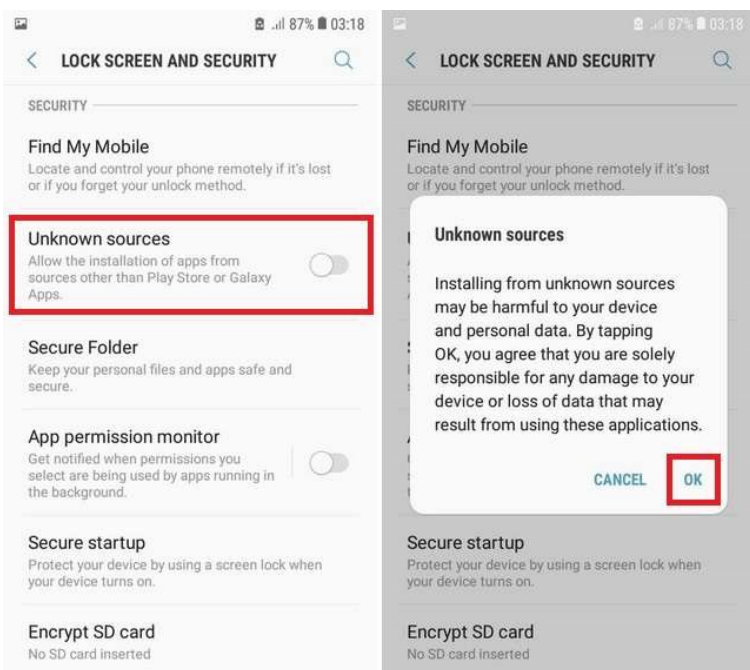 87% 03:18
LOCK SCREEN AND SECURITY
SECURITY
Find My Mobile
Locate and control your phone remotely if it's lost
or if you forget your unlock method.
Unknown sources
Allow the installation of apps from
sources other than Play Store or Galaxy
Apps.
Secure Folder
Keep your personal files and apps safe and
secure.
App permission monitor
Get notified when permissions you
select are being used by apps running in
the background.
Secure startup
Protect your device by using a screen lock when
your device turns on.
Encrypt SD card
No SD card inserted
87% 03:18
LOCK SCREEN AND SECURITY
SECURITY
Find My Mobile
Locate and control your phone remotely if it's lost
or if you forget your unlock method.
Unknown sources
Installing from unknown sources
may be harmful to your device
and personal data. By tapping
OK, you agree that you are solely
responsible for any damage to your
device or loss of data that may
result from using these applications.
CANCEL OK
Secure startup
Protect your device by using a screen lock when
your device turns on.
Encrypt SD card
No SD card inserted